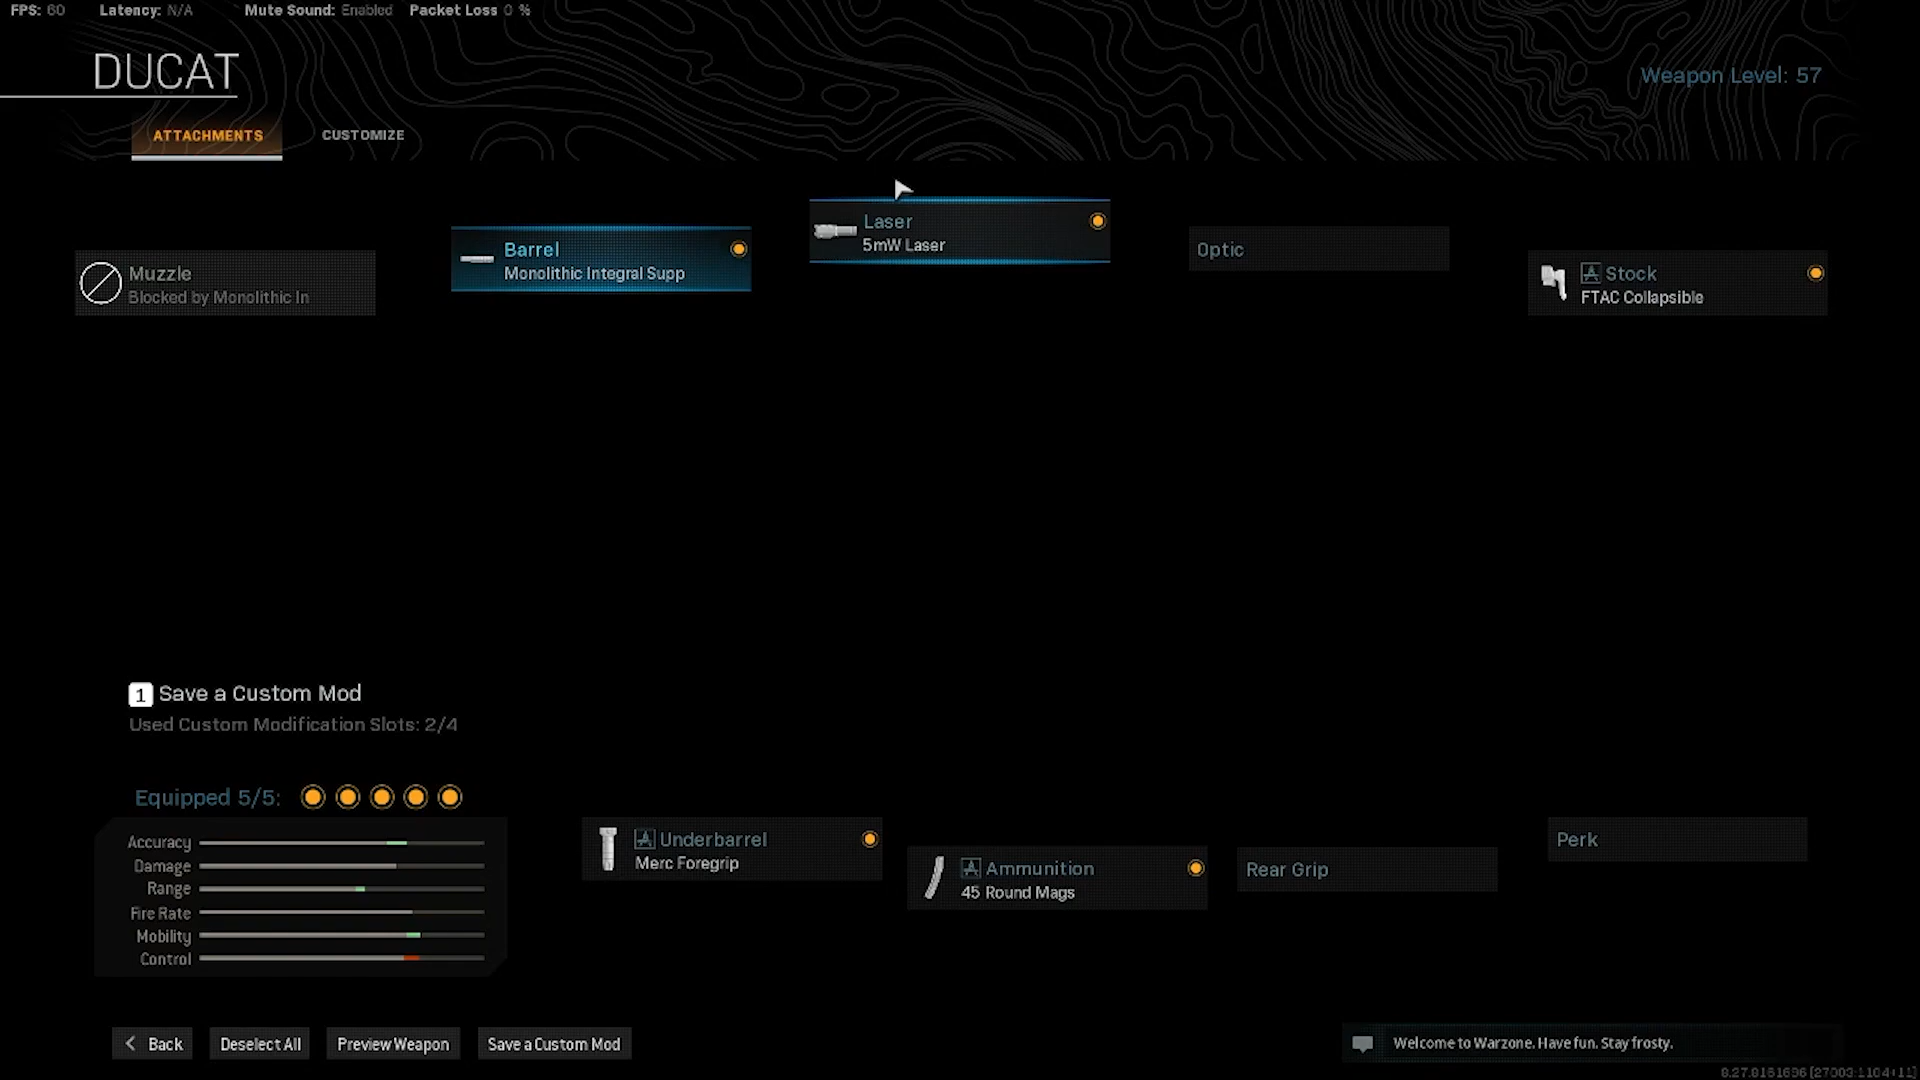 FPS: 60 Latency: N/A Mute Sound: Enabled Packet Loss 0 %
DUCAT
Weapon Level: 57
ATTACHMENTS CUSTOMIZE
Laser
5mW Laser
Barrel
Monolithic Integral Supp
Optic
Muzzle
Blocked by Monolithic In
Stock
FTAC Collapsible
1 Save a Custom Mod
Used Custom Modification Slots: 2/4
Equipped 5/5:
Accuracy
Damage
Range
Fire Rate
Mobility
Control
Underbarrel
Merc Foregrip
Ammunition
45 Round Mags
Rear Grip
Perk
Back Deselect All Preview Weapon Save a Custom Mod
Welcome to Warzone. Have fun. Stay frosty.